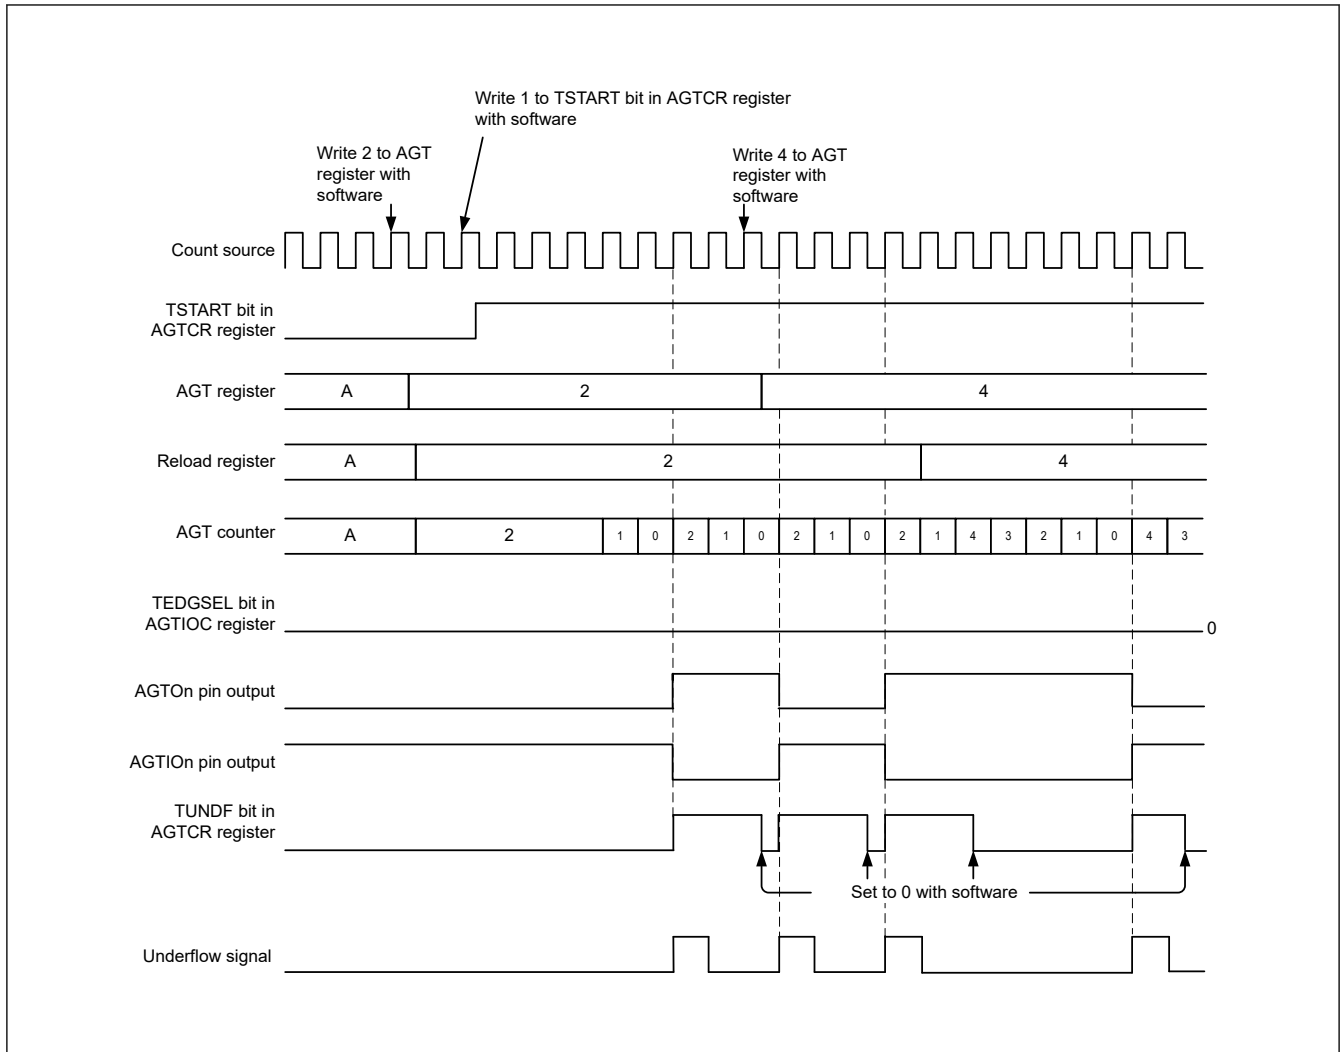 Write 1 to TSTART bit in AGTCR register
with software
Write 2 to AGT
register with
software
Write 4 to AGT
register with
software
Count source
TSTART bit in
AGTCR register
AGT register
A
2
4
Reload register
A
2
4
AGT counter
A
2
1
0
2
1
0
2
1
0
2
1
4
3
2
1
0
4
3
TEDGSEL bit in
AGTIOC register
0
AGTOn pin output
AGTIOn pin output
TUNDF bit in
AGTCR register
Set to 0 with software
Underflow signal